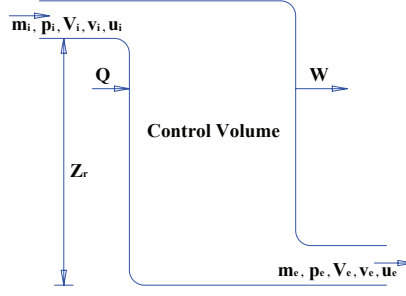 mᵢ, pᵢ, Vᵢ, vᵢ, uᵢ
Q
W
Control Volume
Zᵣ
mₑ, pₑ, Vₑ, vₑ, uₑ